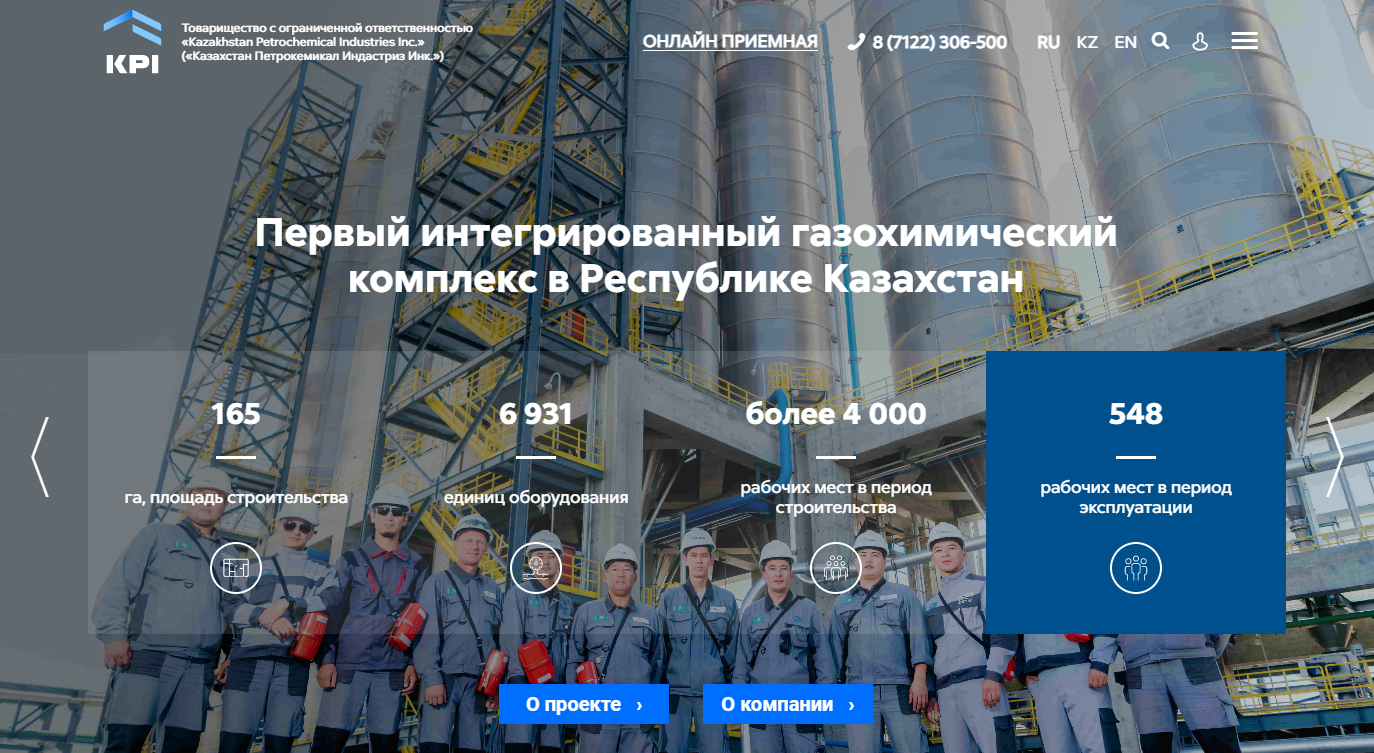 Товарищество с ограниченной ответственностью
«Kazakhstan Petrochemical Industries Inc.»
(«Казахстан Петрокемикал Индастриз Инк.»)
KPI
ОНЛАЙН ПРИЕМНАЯ
8 (7122) 306-500
RU KZ EN
Первый интегрированный газохимический
комплекс в Республике Казахстан
165
га, площадь строительства
6 931
единиц оборудования
более 4 000
рабочих мест в период
строительства
548
рабочих мест в период
эксплуатации
О проекте ›
О компании ›